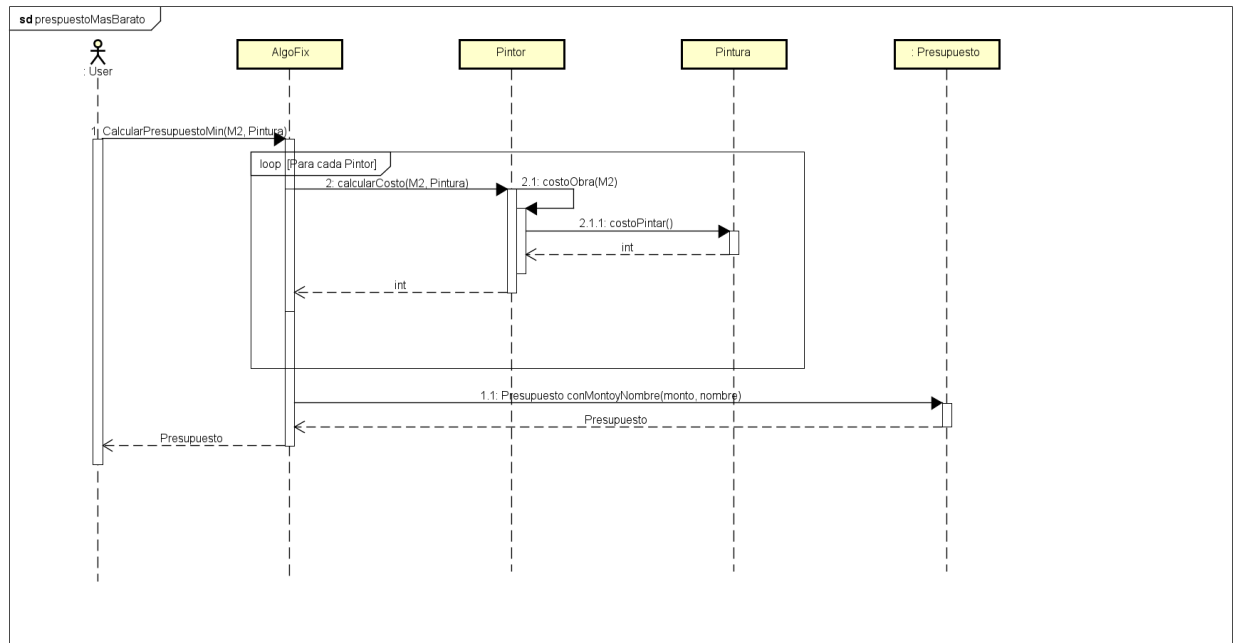 sd prespuestoMasBarato
: User
AlgoFix
Pintor
Pintura
: Presupuesto
1: CalcularPresupuestoMin(M2, Pintura)
loop [Para cada Pintor]
2: calcularCosto(M2, Pintura)
2.1: costoObra(M2)
2.1.1: costoPintar()
int
int
1.1: Presupuesto conMontoyNombre(monto, nombre)
Presupuesto
Presupuesto